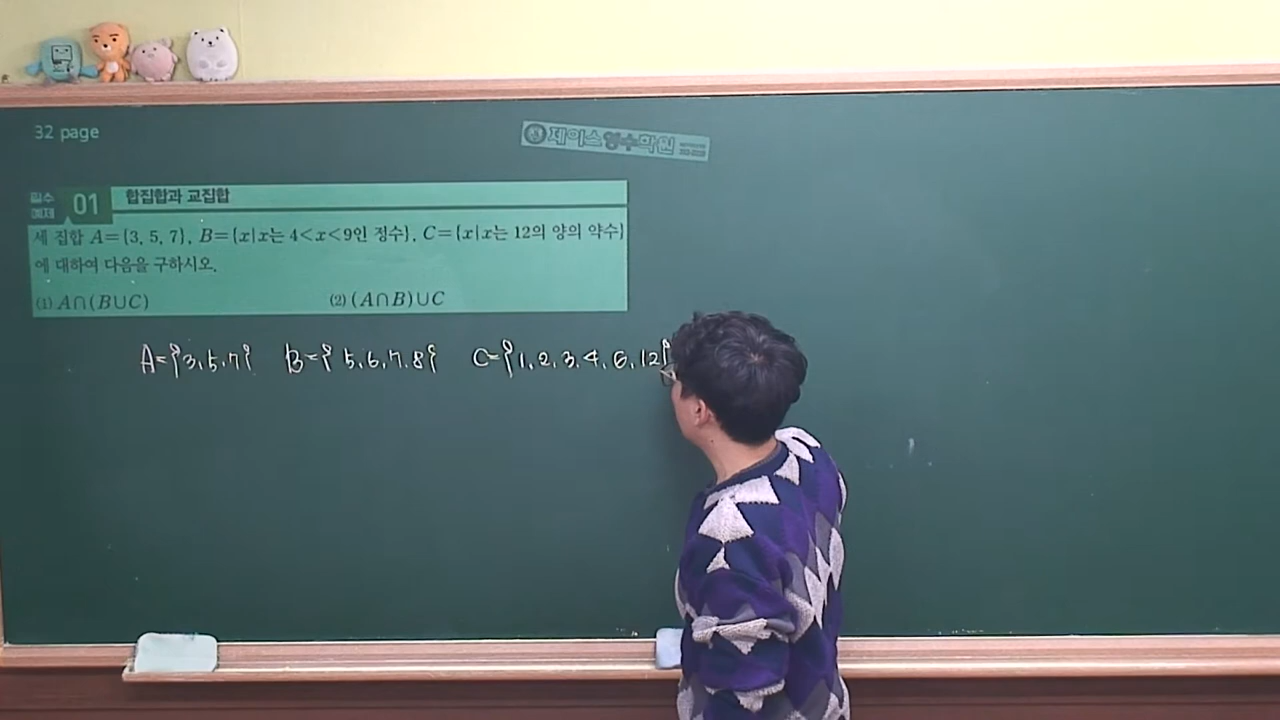 32 page
제이스영수학원
필수 예제 01 합집합과 교집합
세 집합 A={3, 5, 7}, B={x|x는 4<x<9인 정수}, C={x|x는 12의 양의 약수}
에 대하여 다음을 구하시오.
(1) A∩(B∪C) (2) (A∩B)∪C
A={3,5,7} B={5,6,7,8} C={1,2,3,4,6,12}